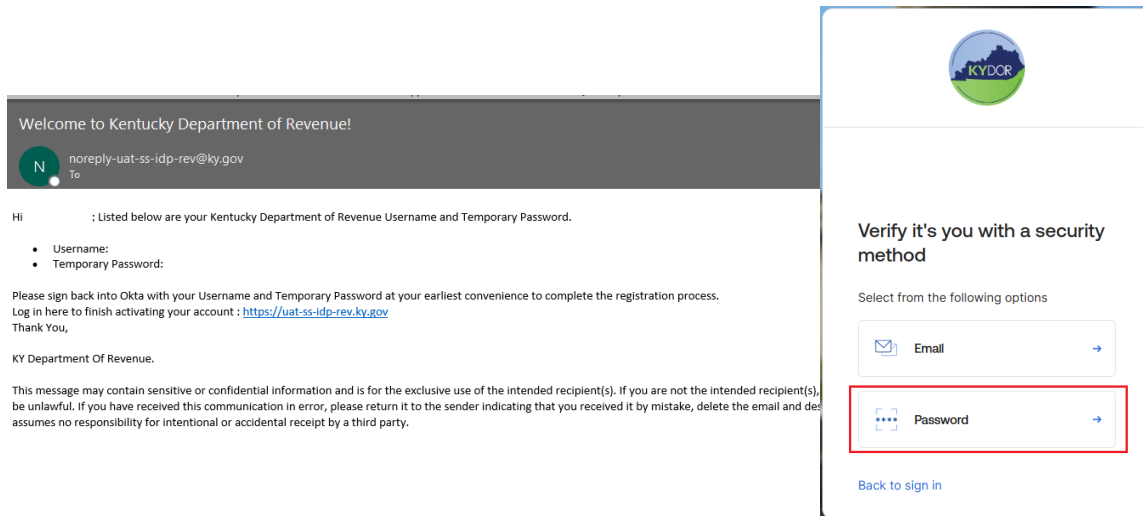 Welcome to Kentucky Department of Revenue!
N
noreply-uat-ss-idp-rev@ky.gov
To
Hi ; Listed below are your Kentucky Department of Revenue Username and Temporary Password.
• Username:
• Temporary Password:
Please sign back into Okta with your Username and Temporary Password at your earliest convenience to complete the registration process.
Log in here to finish activating your account : https://uat-ss-idp-rev.ky.gov
Thank You,
KY Department Of Revenue.
This message may contain sensitive or confidential information and is for the exclusive use of the intended recipient(s). If you are not the intended recipient(s),
be unlawful. If you have received this communication in error, please return it to the sender indicating that you received it by mistake, delete the email and des
assumes no responsibility for intentional or accidental receipt by a third party.
KYDOR
Verify it's you with a security
method
Select from the following options
Email
**** Password
Back to sign in